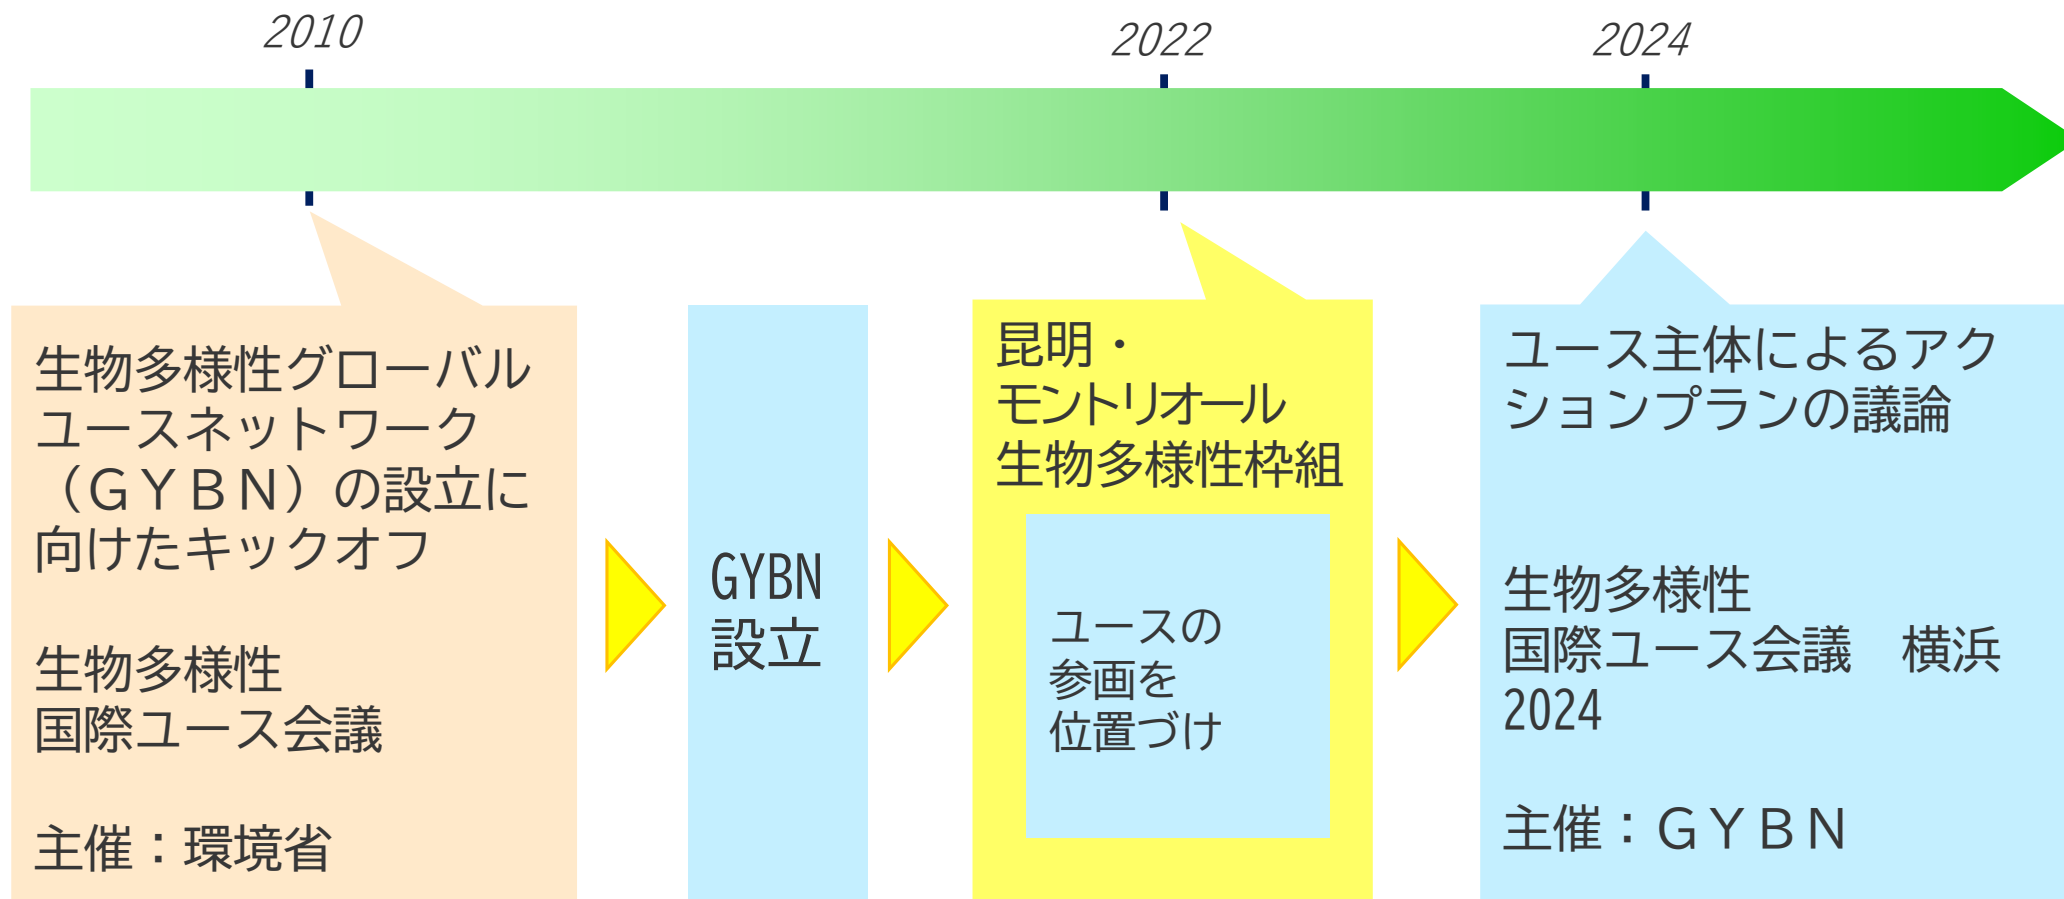 2010
2022
2024
生物多様性グローバル
ユースネットワーク
（ＧＹＢＮ）の設立に
向けたキックオフ
生物多様性
国際ユース会議
主催：環境省
GYBN
設立
昆明・
モントリオール
生物多様性枠組
ユースの
参画を
位置づけ
ユース主体によるアク
ションプランの議論
生物多様性
国際ユース会議　横浜
2024
主催：ＧＹＢＮ